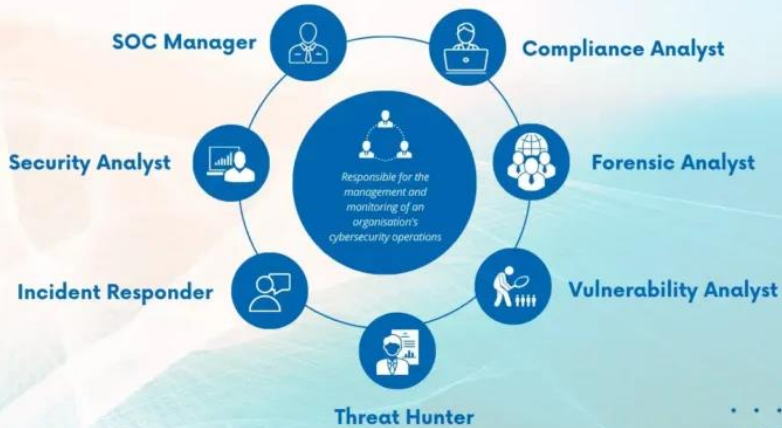 SOC Manager
Compliance Analyst
Security Analyst
Responsible for the
management and
monitoring of an
organisation's
cybersecurity operations
Forensic Analyst
Incident Responder
Vulnerability Analyst
Threat Hunter